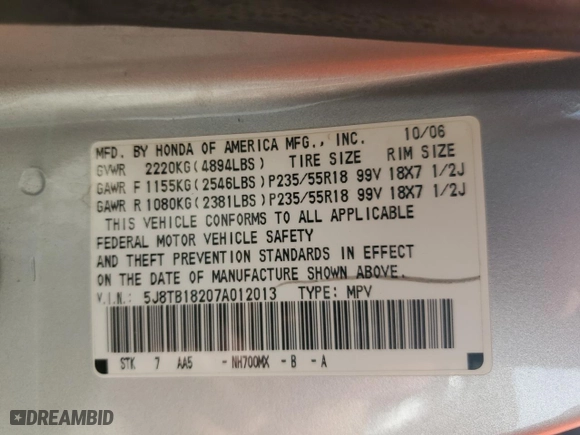 MFD. BY HONDA OF AMERICA MFG., INC. 10/06
GVWR 2220KG(4894LBS) TIRE SIZE RIM SIZE
GAWR F 1155KG(2546LBS)P235/55R18 99V 18X7 1/2J
GAWR R 1080KG(2381LBS)P235/55R18 99V 18X7 1/2J
THIS VEHICLE CONFORMS TO ALL APPLICABLE
FEDERAL MOTOR VEHICLE SAFETY
AND THEFT PREVENTION STANDARDS IN EFFECT
ON THE DATE OF MANUFACTURE SHOWN ABOVE.
V.I.N.: 5J8TB18207A012013 TYPE: MPV
STK 7 AA5 -NH700MX -B -A
DREAMBID